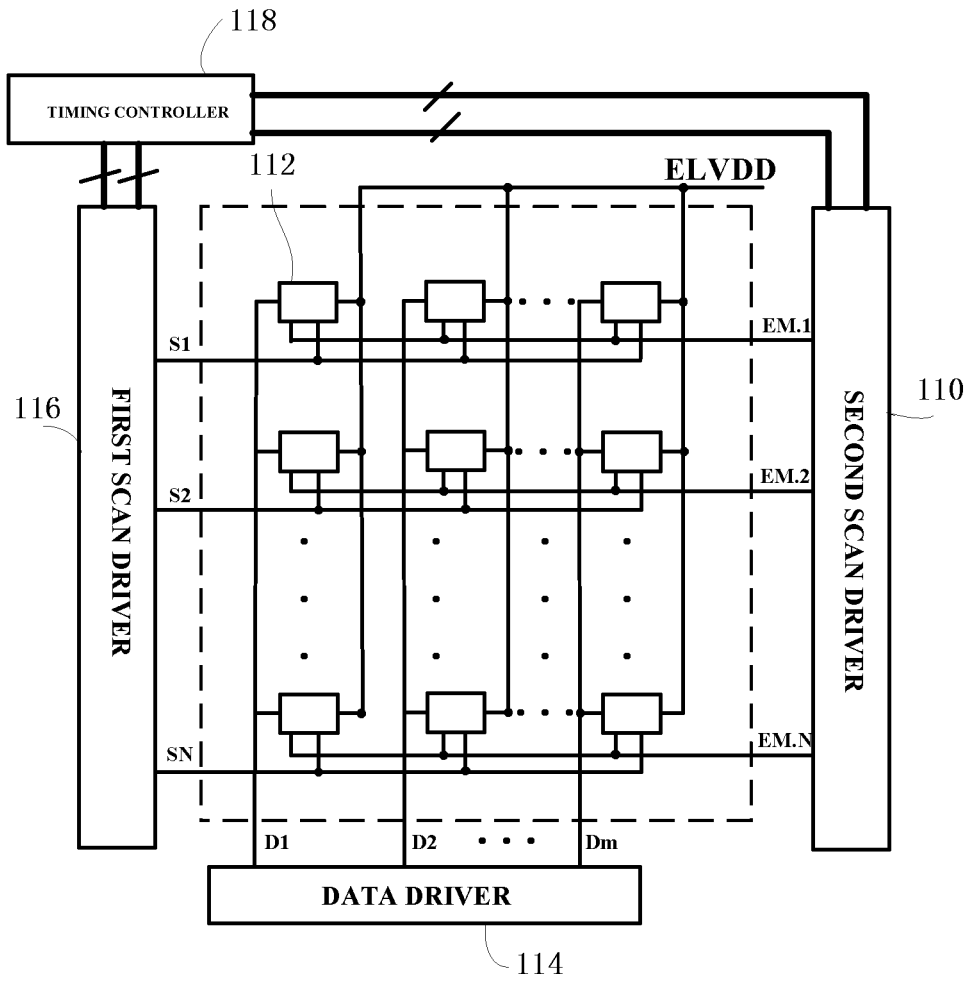 118
TIMING CONTROLLER
112
ELVDD
S1
EM.1
116
110
FIRST SCAN DRIVER
SECOND SCAN DRIVER
S2
EM.2
SN
EM.N
D1
D2
Dm
DATA DRIVER
114